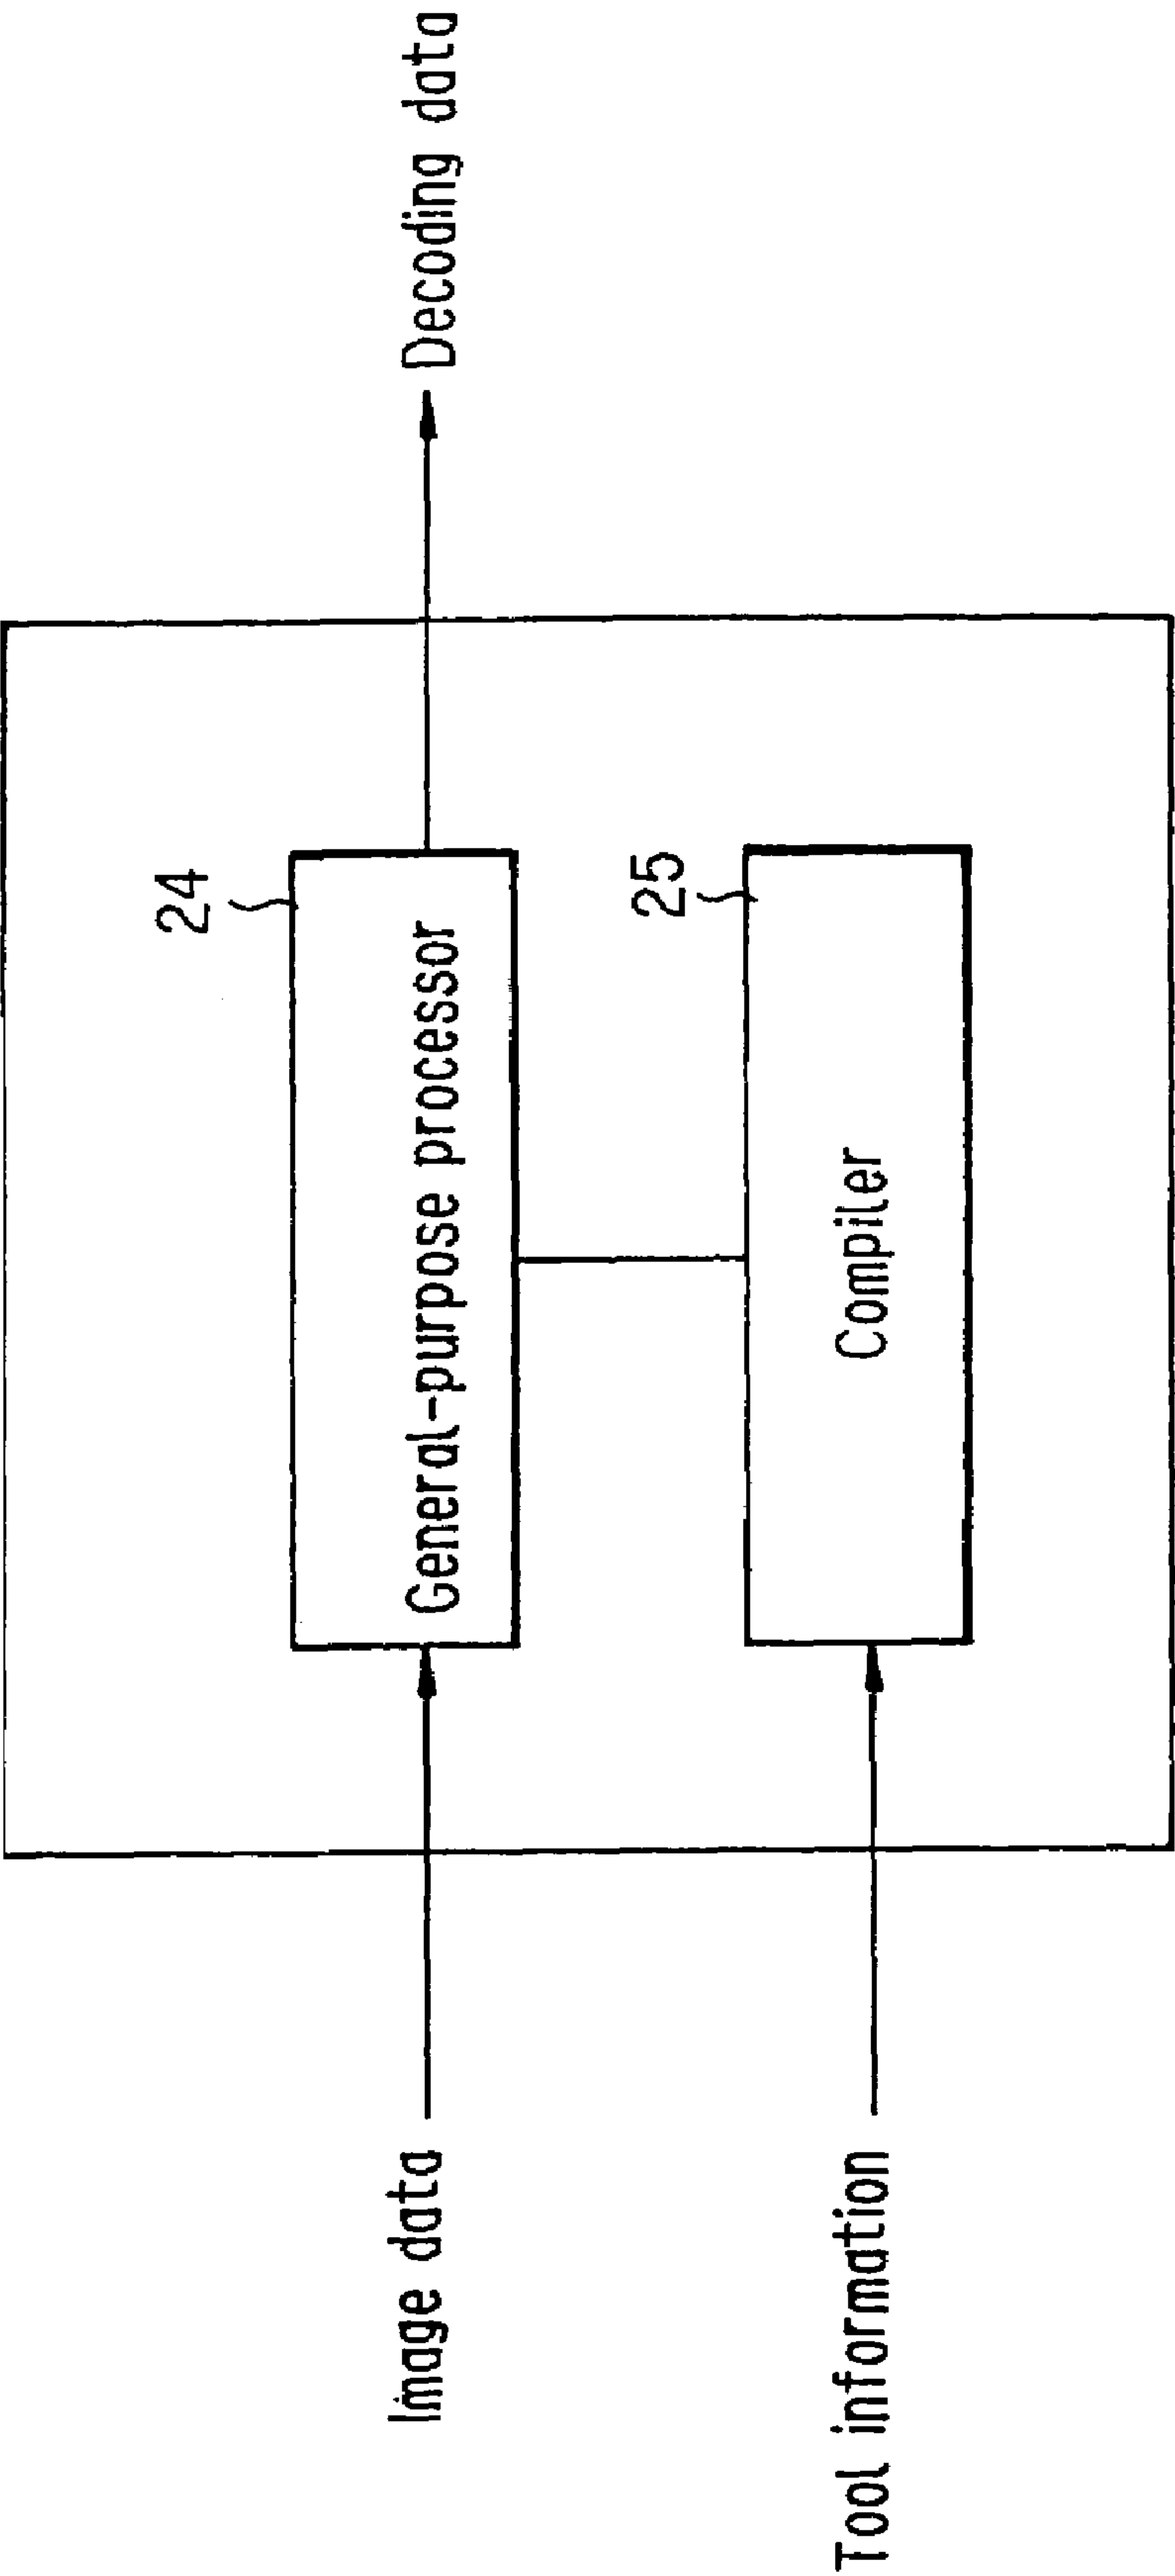 24
Image data
General-purpose processor
Decoding data
25
Tool information
Compiler